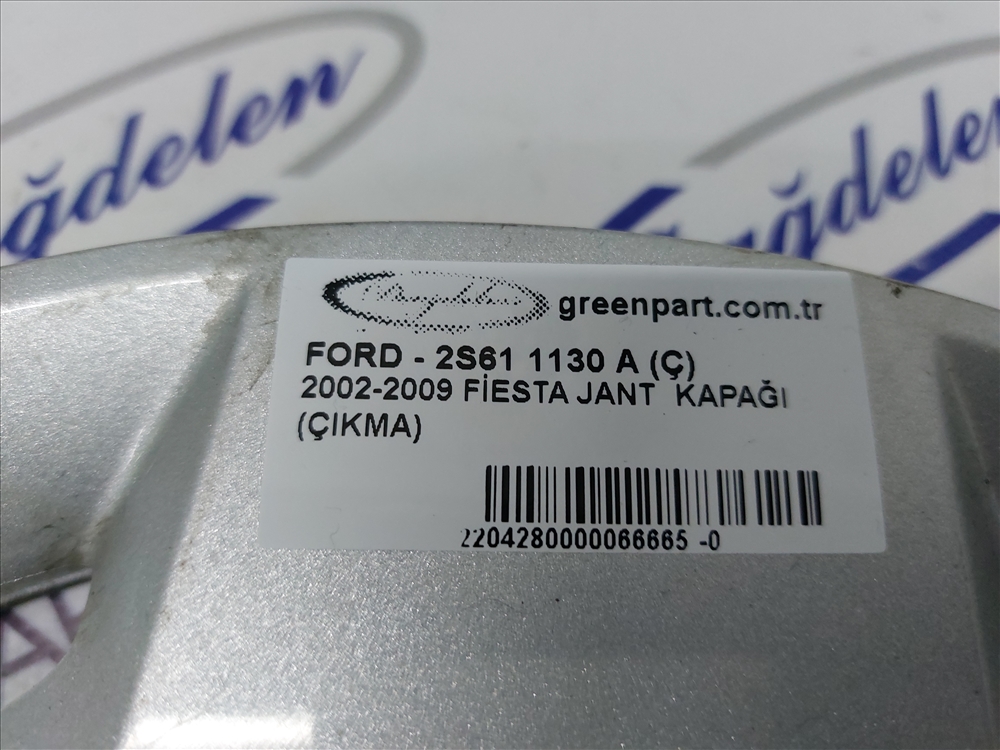 greenpart.com.tr
FORD - 2S61 1130 A (Ç)
2002-2009 FİESTA JANT KAPAĞI
(ÇIKMA)
2204280000066665 -0